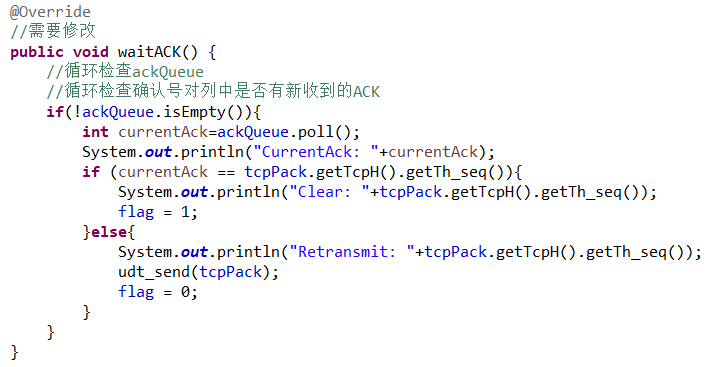 @Override
//需要修改
public void waitACK() {
    //循环检查ackQueue
    //循环检查确认号对列中是否有新收到的ACK
    if(!ackQueue.isEmpty()){
        int currentAck=ackQueue.poll();
        System.out.println("CurrentAck: "+currentAck);
        if (currentAck == tcpPack.getTcpH().getTh_seq()){
            System.out.println("Clear: "+tcpPack.getTcpH().getTh_seq());
            flag = 1;
        }else{
            System.out.println("Retransmit: "+tcpPack.getTcpH().getTh_seq());
            udt_send(tcpPack);
            flag = 0;
        }
    }
}